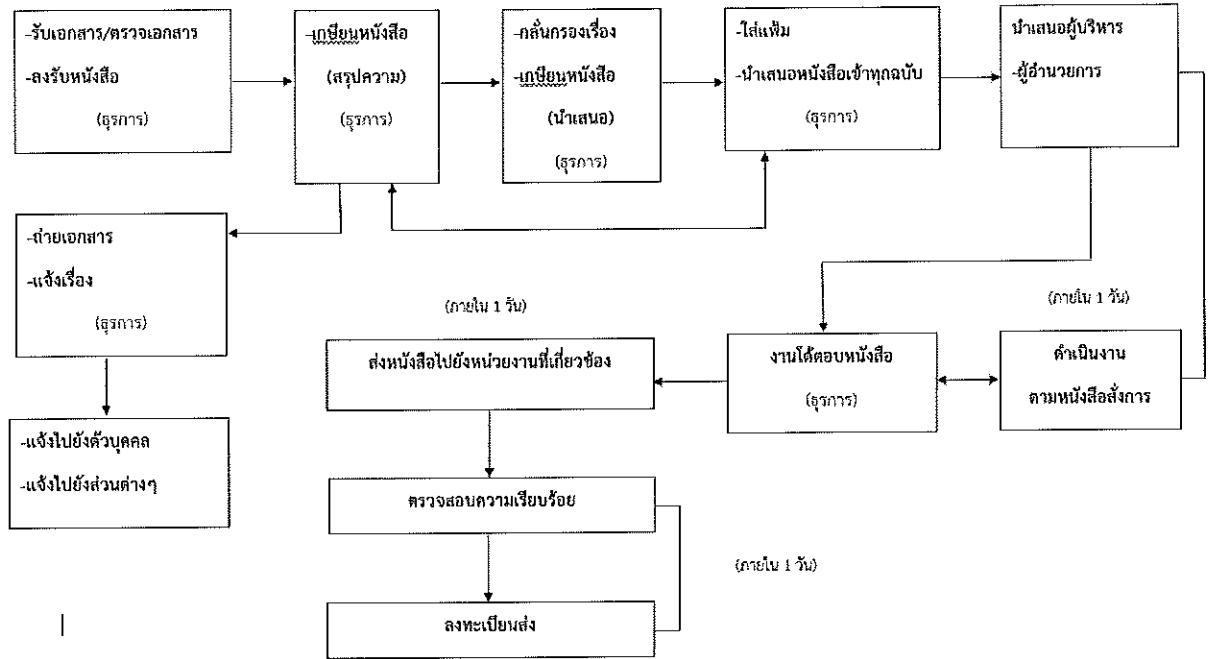 -รับเอกสาร/ตรวจเอกสาร
-ลงรับหนังสือ
(ธุรการ)
-เกษียนหนังสือ
(สรุปความ)
(ธุรการ)
-กลั่นกรองเรื่อง
-เกษียนหนังสือ
(นำเสนอ)
(ธุรการ)
-ใส่แฟ้ม
-นำเสนอหนังสือเข้าทุกฉบับ
(ธุรการ)
นำเสนอผู้บริหาร
-ผู้อำนวยการ
-ถ่ายเอกสาร
-แจ้งเรื่อง
(ธุรการ)
(ภายใน 1 วัน)
(ภายใน 1 วัน)
ส่งหนังสือไปยังหน่วยงานที่เกี่ยวข้อง
งานโต้ตอบหนังสือ
(ธุรการ)
ดำเนินงาน
ตามหนังสือสั่งการ
-แจ้งไปยังตัวบุคคล
-แจ้งไปยังส่วนต่างๆ
ตรวจสอบความเรียบร้อย
(ภายใน 1 วัน)
ลงทะเบียนส่ง